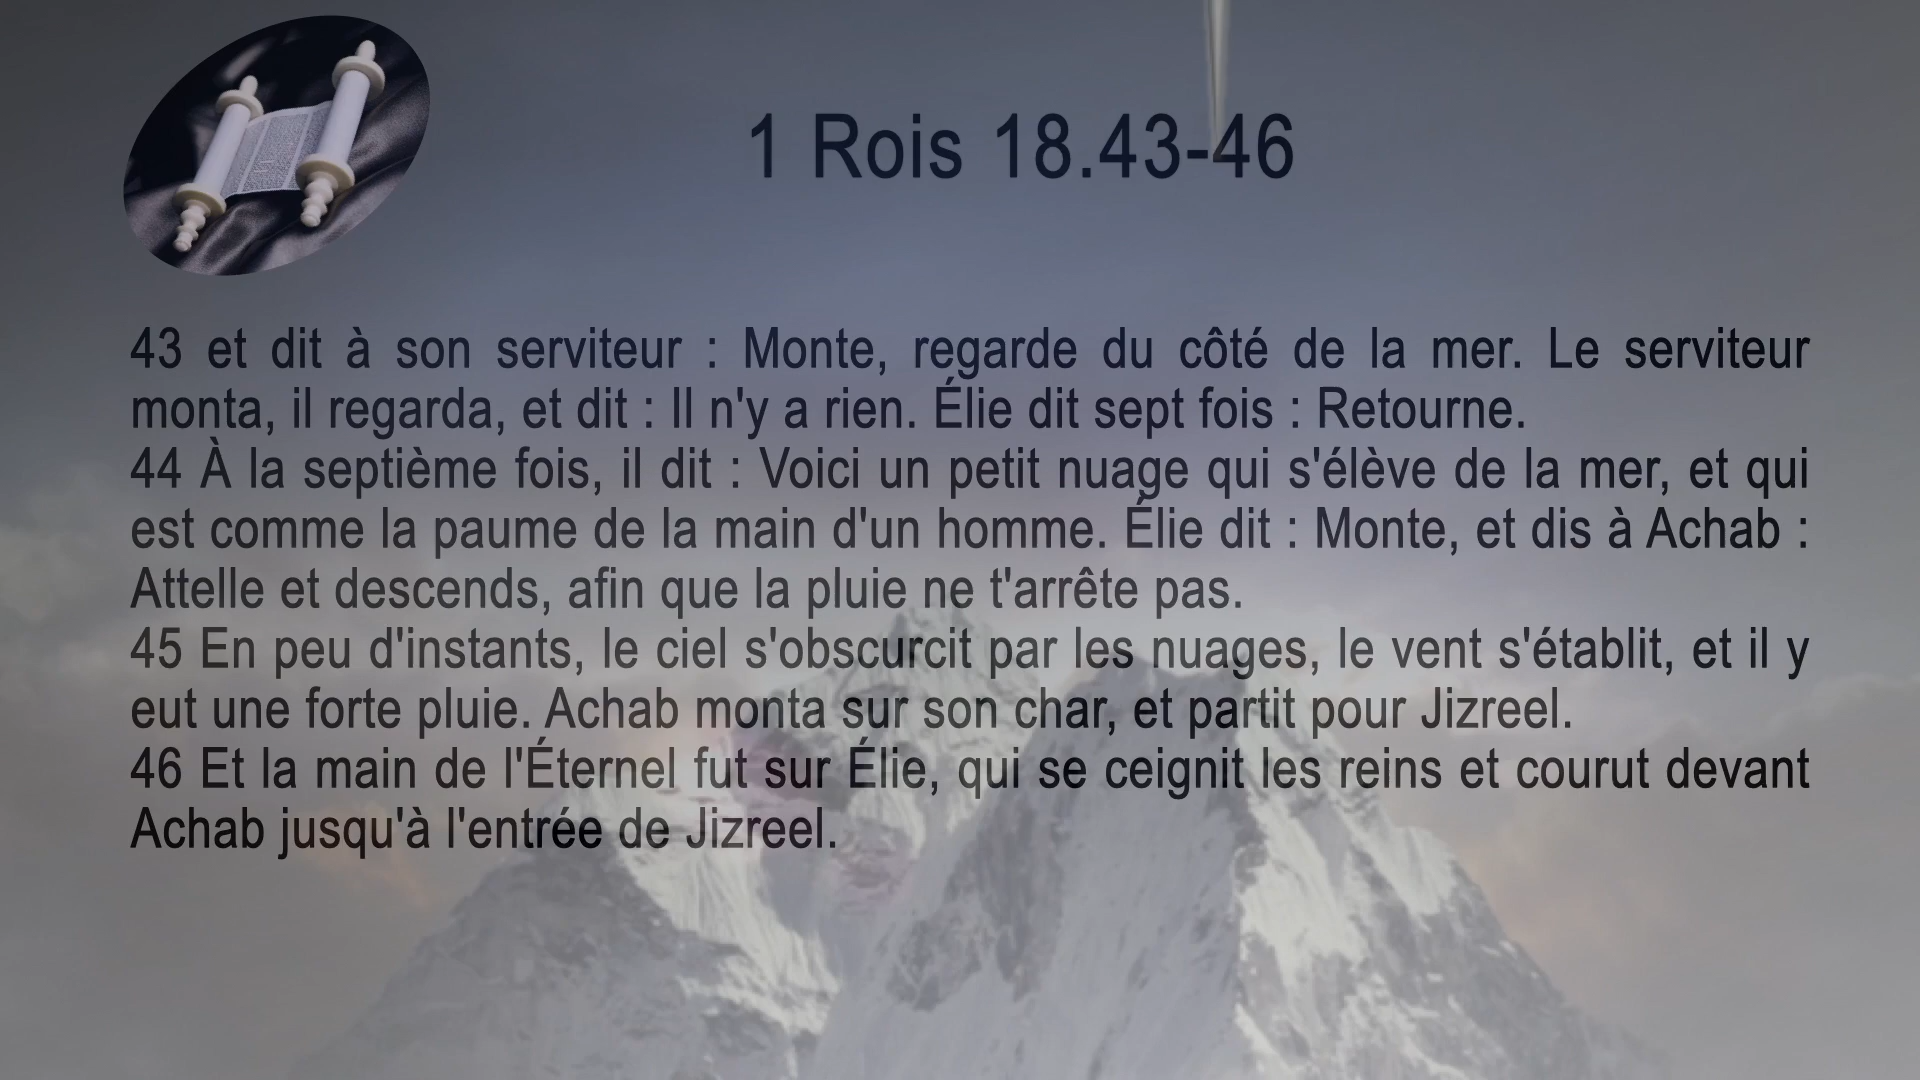 1 Rois 18.43-46
43 et dit à son serviteur : Monte, regarde du côté de la mer. Le serviteur
monta, il regarda, et dit : Il n'y a rien. Élie dit sept fois : Retourne.
44 À la septième fois, il dit : Voici un petit nuage qui s'élève de la mer, et qui
est comme la paume de la main d'un homme. Élie dit : Monte, et dis à Achab :
Attelle et descends, afin que la pluie ne t'arrête pas.
45 En peu d'instants, le ciel s'obscurcit par les nuages, le vent s'établit, et il y
eut une forte pluie. Achab monta sur son char, et partit pour Jizreel.
46 Et la main de l'Éternel fut sur Élie, qui se ceignit les reins et courut devant
Achab jusqu'à l'entrée de Jizreel.